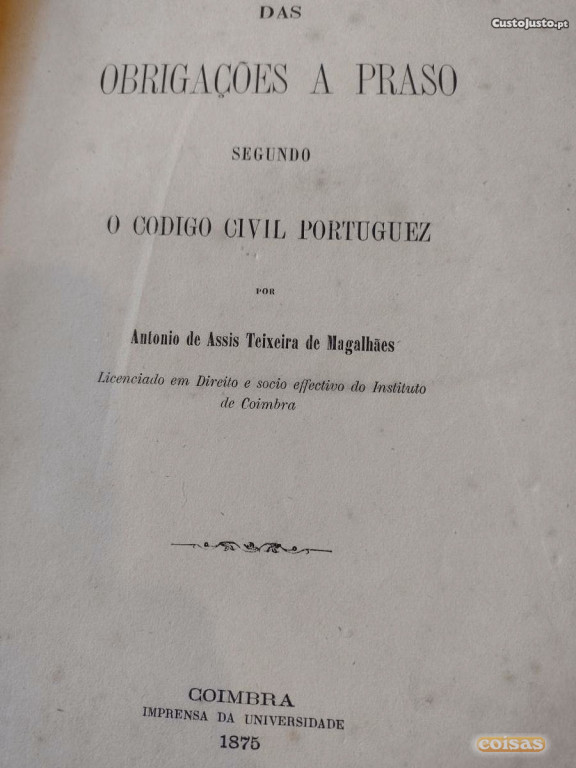 CustoJusto.pt
DAS
OBRIGAÇÕES A PRASO
SEGUNDO
O CODIGO CIVIL PORTUGUEZ
POR
Antonio de Assis Teixeira de Magalhães
Licenciado em Direito e socio effectivo do Instituto
de Coimbra
COIMBRA
IMPRENSA DA UNIVERSIDADE
1875
coisas